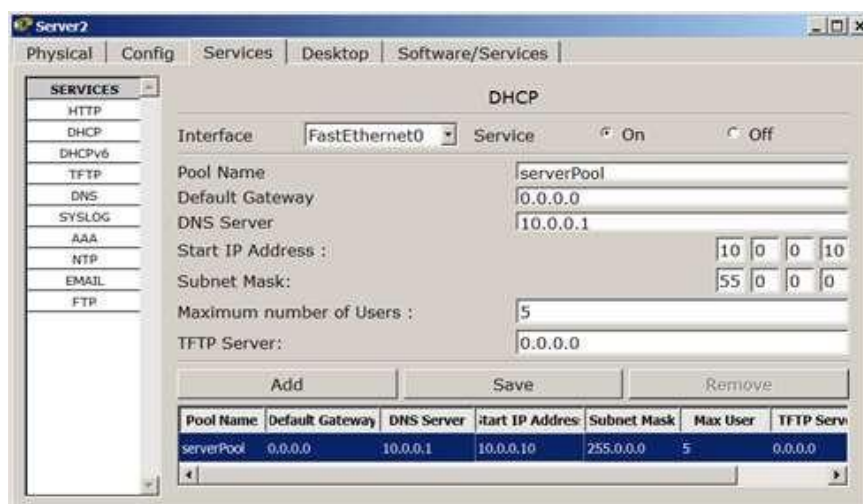 Server2
Physical Config Services Desktop Software/Services
SERVICES
HTTP
DHCP
DHCPv6
TFTP
DNS
SYSLOG
AAA
NTP
EMAIL
FTP
DHCP
Interface FastEthernet0 Service On Off
Pool Name serverPool
Default Gateway 0.0.0.0
DNS Server 10.0.0.1
Start IP Address : 10 0 0 10
Subnet Mask: 55 0 0 0
Maximum number of Users : 5
TFTP Server: 0.0.0.0
Add Save Remove
Pool Name Default Gateway DNS Server itart IP Addres Subnet Mask Max User TFTP Serv
serverPool 0.0.0.0 10.0.0.1 10.0.0.10 255.0.0.0 5 0.0.0.0